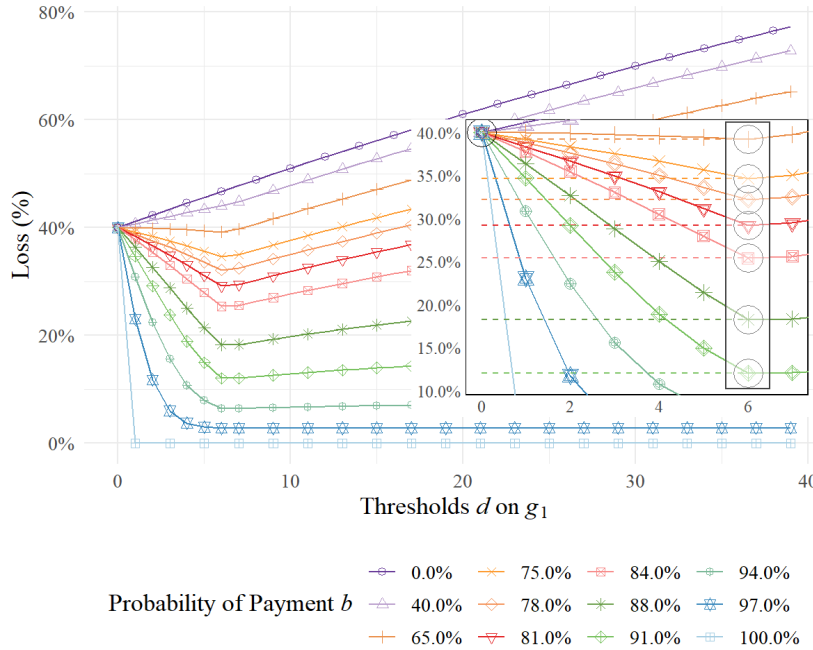 80%
60%
40%
20%
0%
Loss (%)
40.0%
35.0%
30.0%
25.0%
20.0%
15.0%
10.0%
0 2 4 6
0 10 20 30 40
Thresholds d on g1
Probability of Payment b
0.0% 75.0% 84.0% 94.0%
40.0% 78.0% 88.0% 97.0%
65.0% 81.0% 91.0% 100.0%